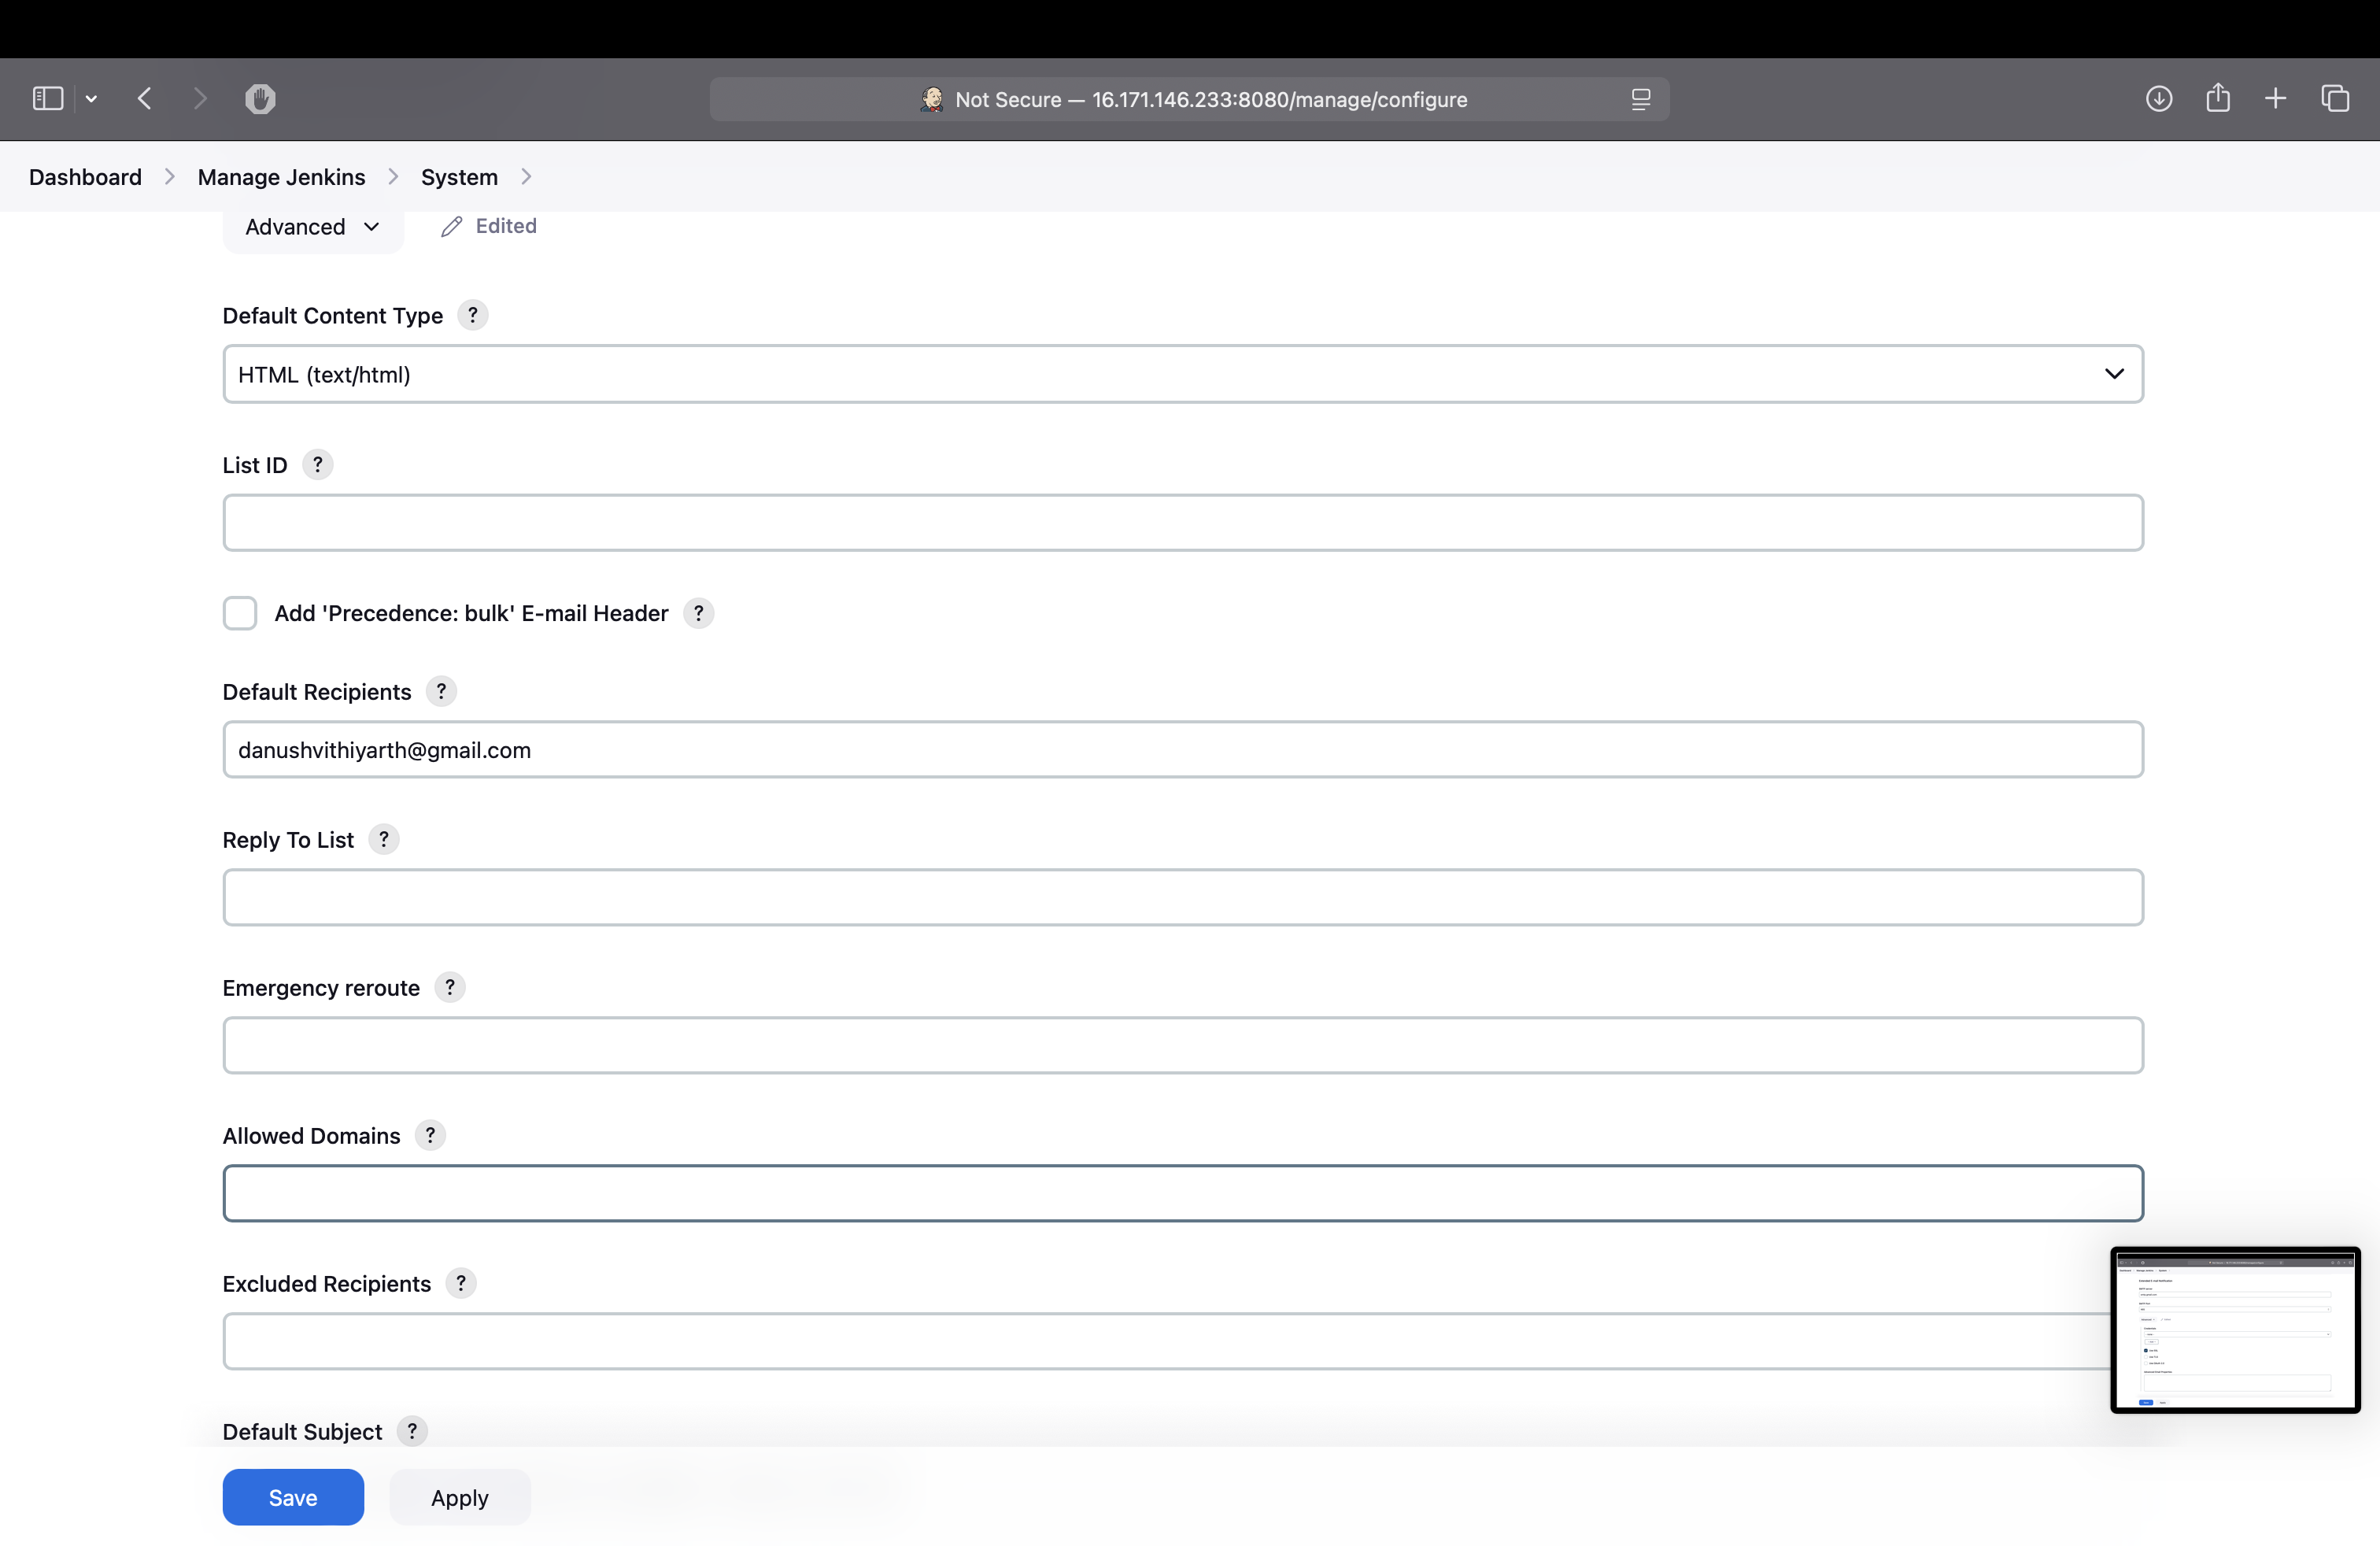 Not Secure — 16.171.146.233:8080/manage/configure
Dashboard > Manage Jenkins > System >
Advanced Edited
Default Content Type ?
HTML (text/html)
List ID ?
Add 'Precedence: bulk' E-mail Header ?
Default Recipients ?
danushvithiyarth@gmail.com
Reply To List ?
Emergency reroute ?
Allowed Domains ?
Excluded Recipients ?
Default Subject ?
Save Apply